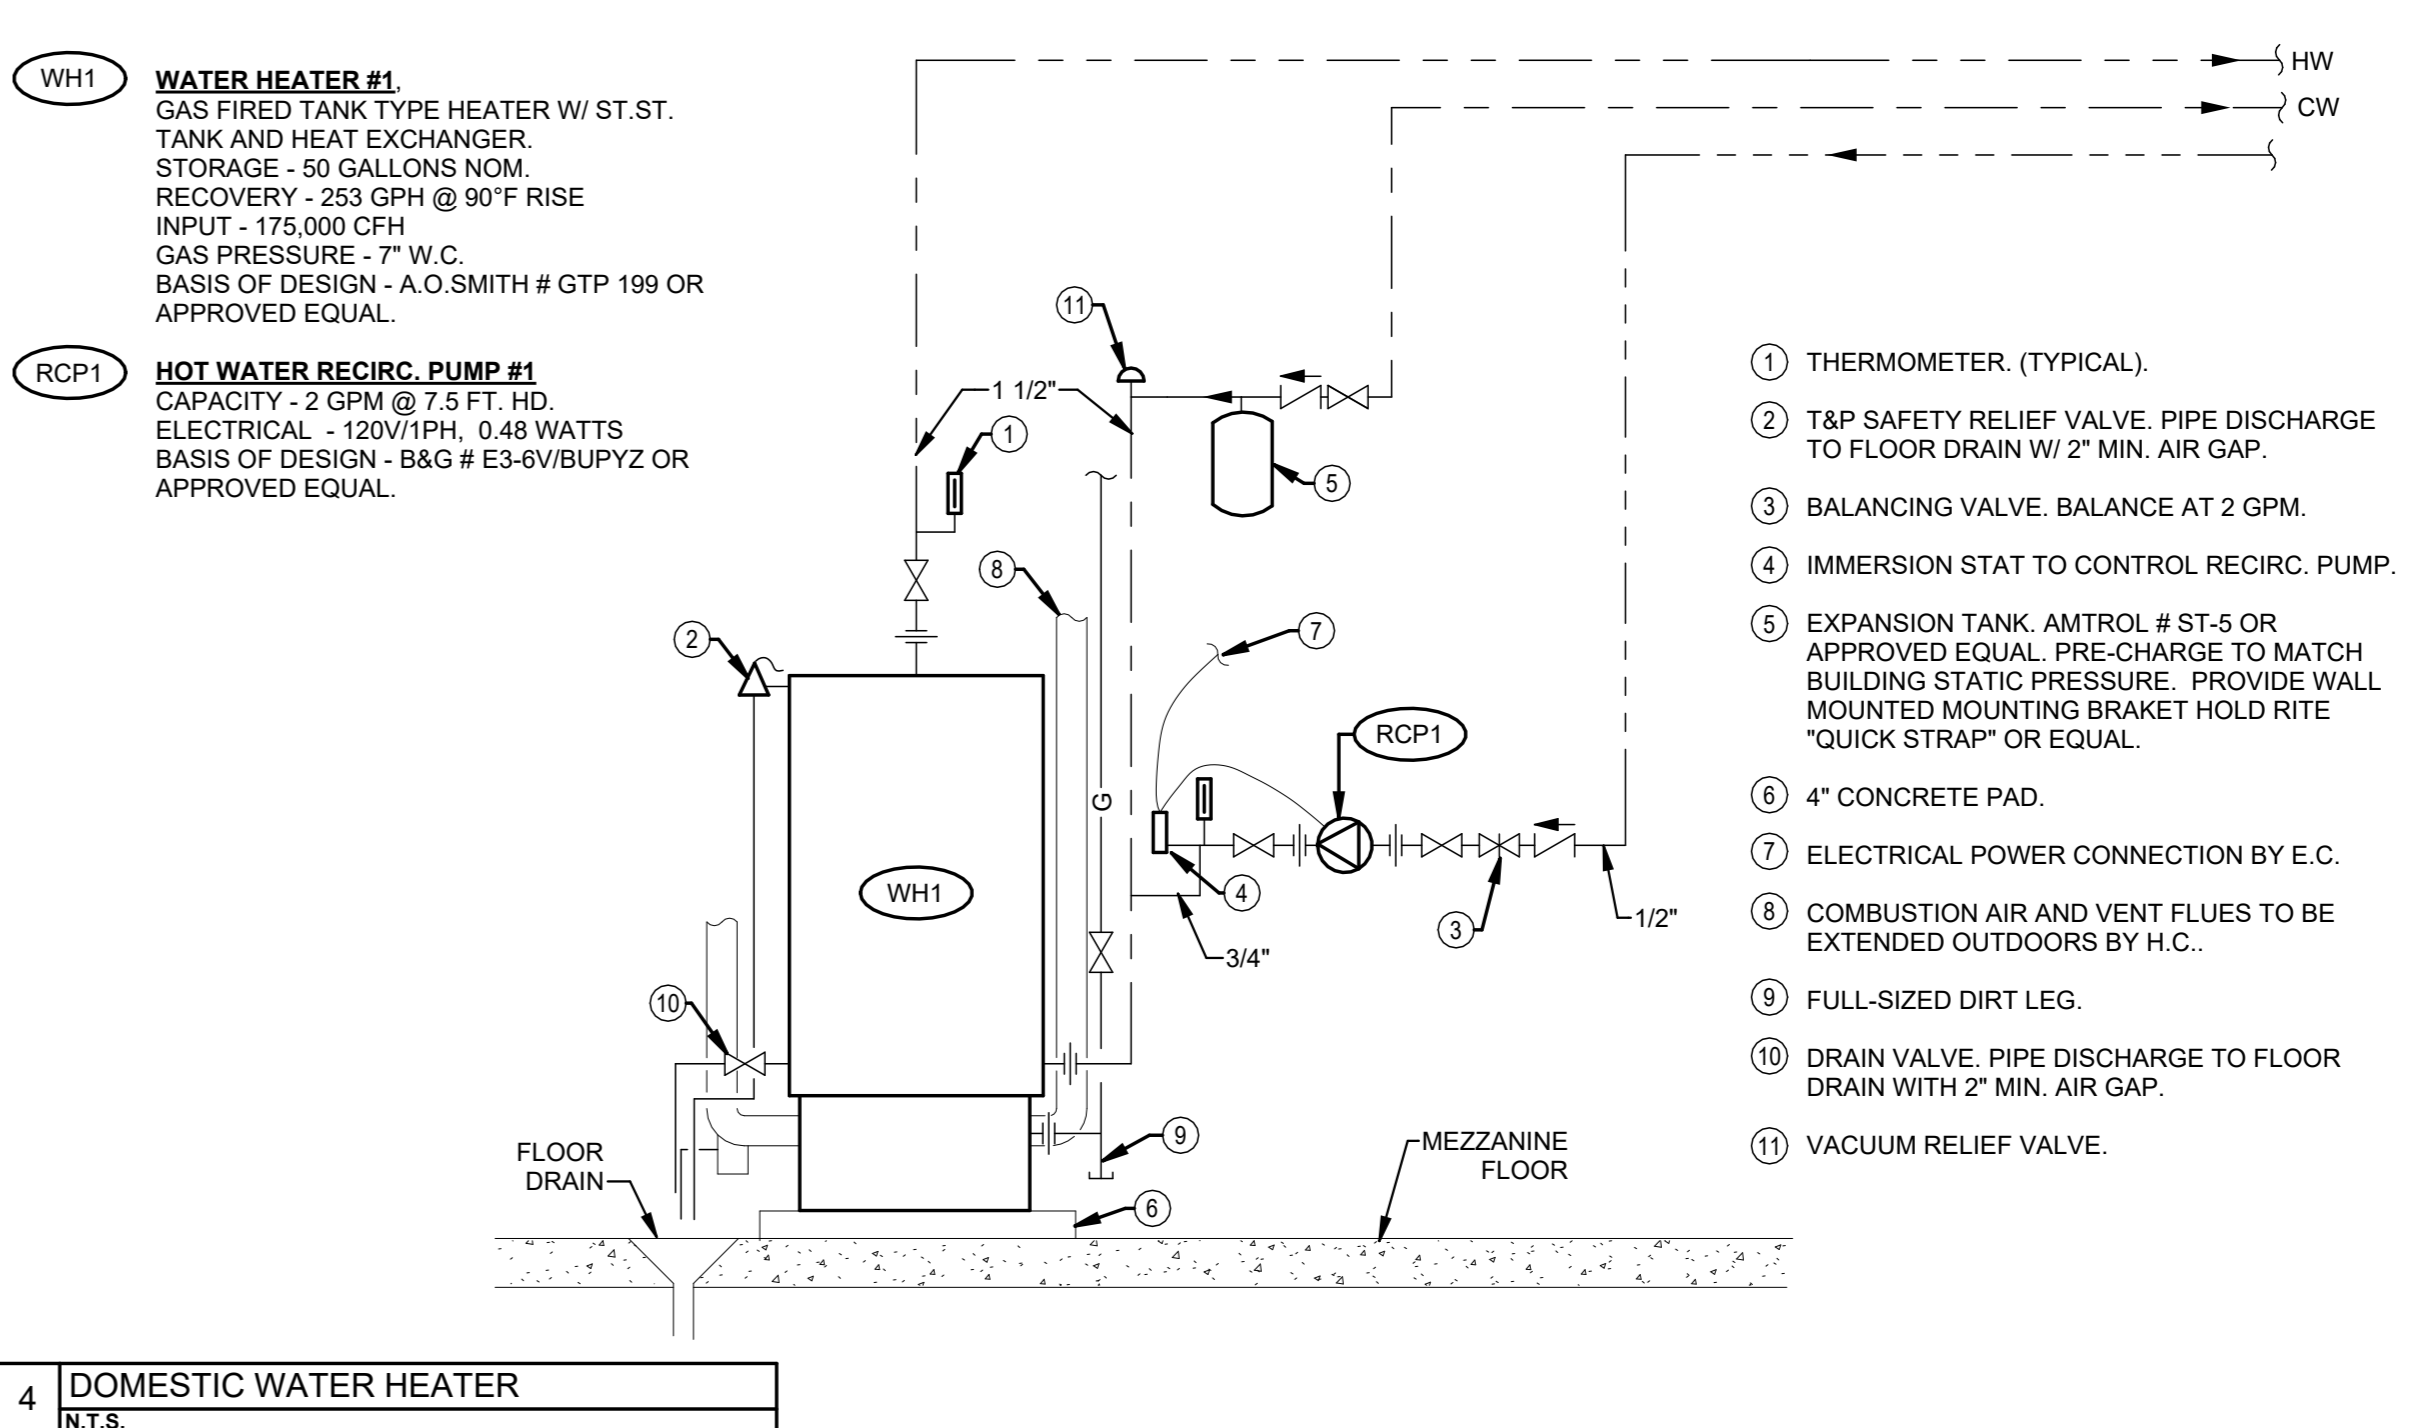 WH1
WATER HEATER #1,
GAS FIRED TANK TYPE HEATER W/ ST.ST.
TANK AND HEAT EXCHANGER.
STORAGE - 50 GALLONS NOM.
RECOVERY - 253 GPH @ 90°F RISE
INPUT - 175,000 CFH
GAS PRESSURE - 7" W.C.
BASIS OF DESIGN - A.O.SMITH # GTP 199 OR
APPROVED EQUAL.
RCP1
HOT WATER RECIRC. PUMP #1
CAPACITY - 2 GPM @ 7.5 FT. HD.
ELECTRICAL - 120V/1PH, 0.48 WATTS
BASIS OF DESIGN - B&G # E3-6V/BUPYZ OR
APPROVED EQUAL.
HW
CW
11
1 1/2"
1
5
8
2
7
RCP1
G
WH1
4
3
1/2"
3/4"
10
9
FLOOR
DRAIN
MEZZANINE
FLOOR
6
1 THERMOMETER. (TYPICAL).
2 T&P SAFETY RELIEF VALVE. PIPE DISCHARGE
TO FLOOR DRAIN W/ 2" MIN. AIR GAP.
3 BALANCING VALVE. BALANCE AT 2 GPM.
4 IMMERSION STAT TO CONTROL RECIRC. PUMP.
5 EXPANSION TANK. AMTROL # ST-5 OR
APPROVED EQUAL. PRE-CHARGE TO MATCH
BUILDING STATIC PRESSURE. PROVIDE WALL
MOUNTED MOUNTING BRAKET HOLD RITE
"QUICK STRAP" OR EQUAL.
6 4" CONCRETE PAD.
7 ELECTRICAL POWER CONNECTION BY E.C.
8 COMBUSTION AIR AND VENT FLUES TO BE
EXTENDED OUTDOORS BY H.C..
9 FULL-SIZED DIRT LEG.
10 DRAIN VALVE. PIPE DISCHARGE TO FLOOR
DRAIN WITH 2" MIN. AIR GAP.
11 VACUUM RELIEF VALVE.
4 DOMESTIC WATER HEATER
N.T.S.